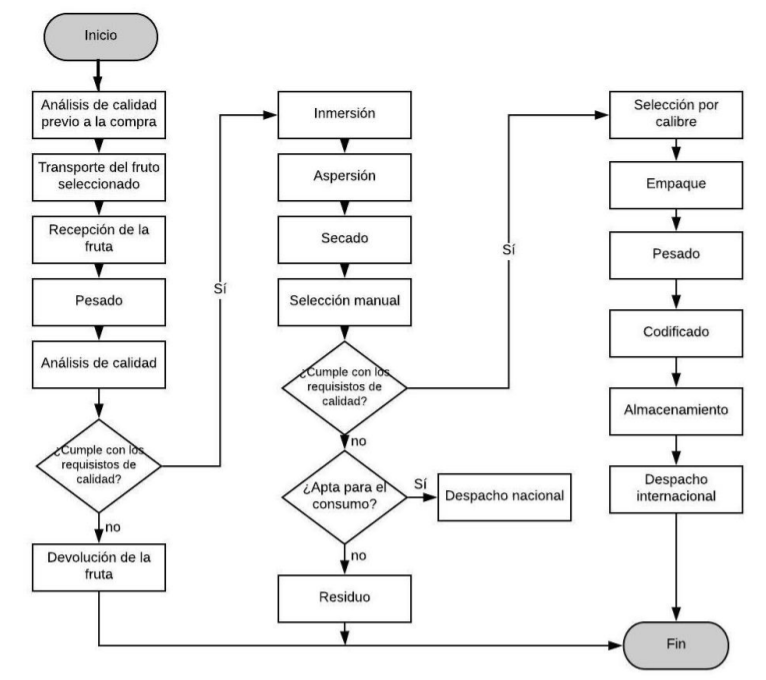 Inicio
Análisis de calidad
previo a la compra
Transporte del fruto
seleccionado
Recepción de la
fruta
Pesado
Análisis de calidad
¿Cumple con los
requisistos de
calidad?
no
Devolución de la
fruta
Sí
Inmersión
Aspersión
Secado
Selección manual
¿Cumple con los
requisistos de
calidad?
no
¿Apta para el
consumo?
Sí
Despacho nacional
no
Residuo
Sí
Selección por
calibre
Empaque
Pesado
Codificado
Almacenamiento
Despacho
internacional
Fin